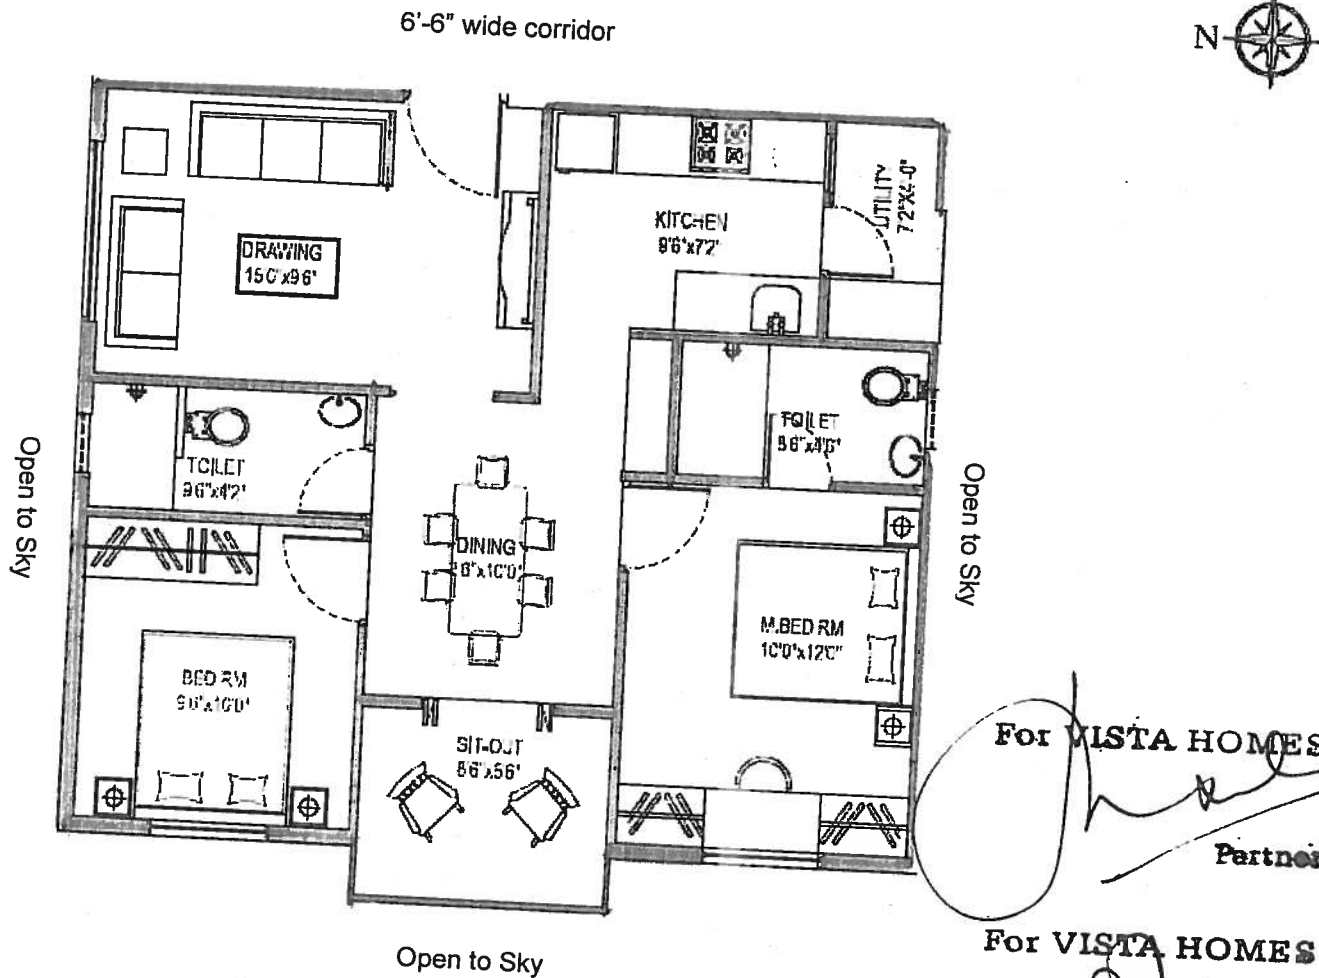 6'-6" wide corridor
N
DRAWING
15'0"x9'6"
KITCHEN
9'6"x7'2"
UTILITY
7'2"X4'-0"
TOILET
9'6"x4'2"
TOILET
Open to Sky
Open to Sky
DINING
M.BED RM
10'0"x12'0"
BED RM
SIT-OUT
For VISTA HOMES
Partner
For VISTA HOMES
Open to Sky